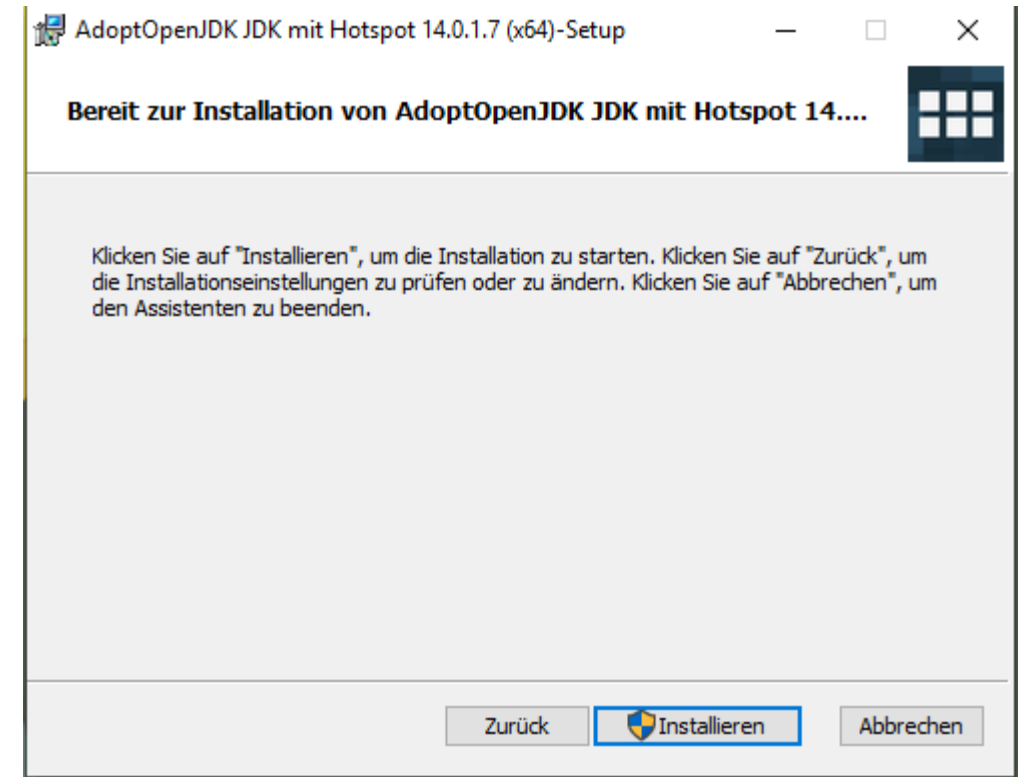 AdoptOpenJDK JDK mit Hotspot 14.0.1.7 (x64)-Setup
Bereit zur Installation von AdoptOpenJDK JDK mit Hotspot 14....
Klicken Sie auf "Installieren", um die Installation zu starten. Klicken Sie auf "Zurück", um
die Installationseinstellungen zu prüfen oder zu ändern. Klicken Sie auf "Abbrechen", um
den Assistenten zu beenden.
Zurück Installieren Abbrechen